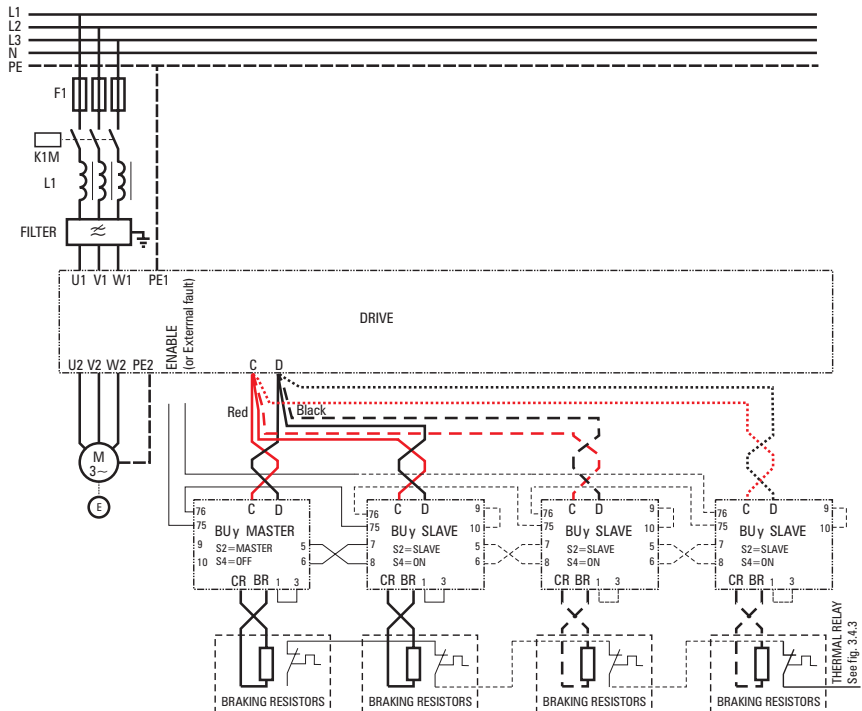 L1
L2
L3
N
PE
F1
K1M
L1
FILTER
U1 V1 W1 PE1
ENABLE
(or Exterrnal fault)
DRIVE
U2 V2 W2 PE2
C D
Red
Black
M
3~
E
76
75
9
10
C D
BUy MASTER
S2=MASTER
S4=OFF
5
6
CR BR 1 3
76
75
7
8
C D
9
10
BUy SLAVE
S2=SLAVE
S4=ON
5
6
CR BR 1 3
76
75
7
8
C D
9
10
BUy SLAVE
S2=SLAVE
S4=ON
5
6
CR BR 1 3
76
75
7
8
C D
9
10
BUy SLAVE
S2=SLAVE
S4=ON
5
6
CR BR 1 3
BRAKING RESISTORS
BRAKING RESISTORS
BRAKING RESISTORS
BRAKING RESISTORS
THERMAL RELAY
See fig. 3.4.3